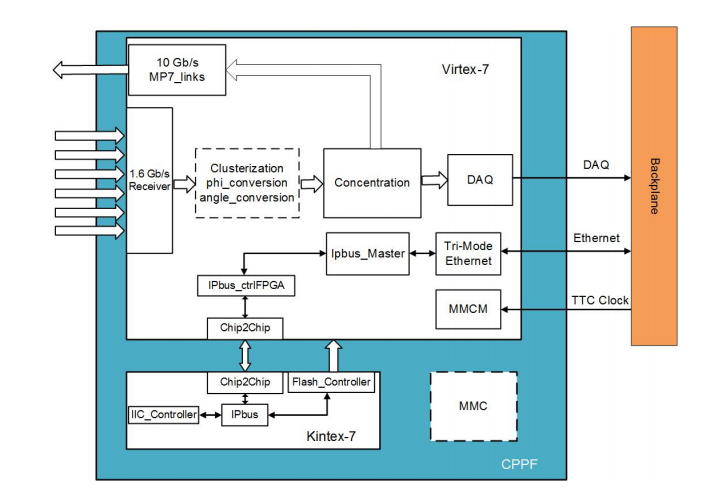 10 Gb/s
MP7_links
Virtex-7
1.6 Gb/s
Receiver
Clusterization
phi_conversion
angle_conversion
Concentration
DAQ
DAQ
Backplane
Ipbus_Master
Tri-Mode
Ethernet
Ethernet
IPbus_ctrlFPGA
MMCM
TTC Clock
Chip2Chip
Chip2Chip
Flash_Controller
IIC_Controller
IPbus
Kintex-7
MMC
CPPF